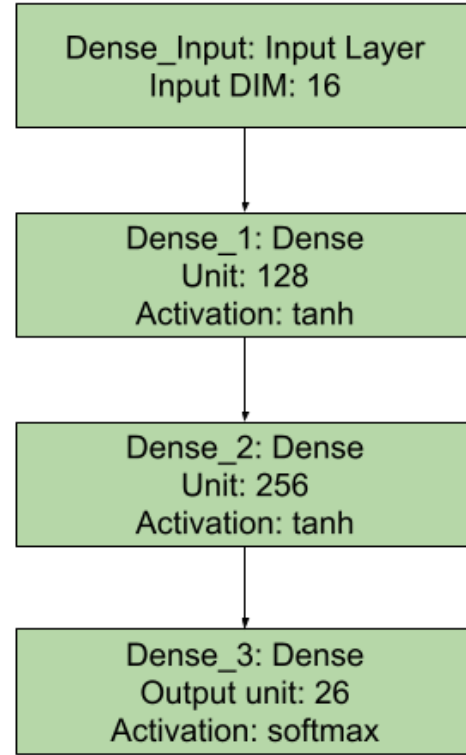 Dense_Input: Input Layer
Input DIM: 16
Dense_1: Dense
Unit: 128
Activation: tanh
Dense_2: Dense
Unit: 256
Activation: tanh
Dense_3: Dense
Output unit: 26
Activation: softmax